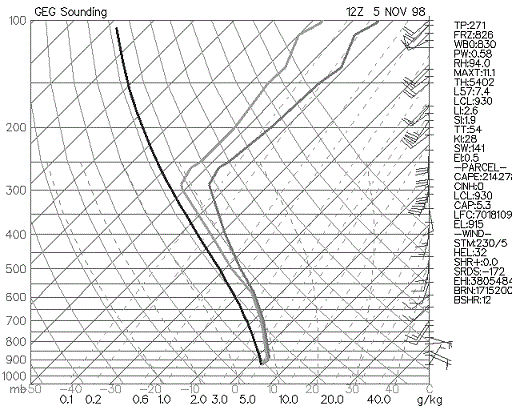 GEG Sounding 12Z 5 NOV 98
100
200
300
400
500
600
700
800
900
1000
mb -50 -40 -30 -20 -10 0 10 20 30 40 C
0.1 0.2 0.6 1.0 2.0 3.0 5.0 10.0 20.0 40.0 g/kg
TP:271
FRZ:826
WB0:830
PW:0.58
RH:94.0
MAXT:11.1
TH:5402
L57:7.4
LCL:930
LI:2.6
SI:1.9
TT:54
KI:28
SW:141
EI:0.5
-PARCEL-
CAPE:214278
CINH:0
LCL:930
CAP:5.3
LFC:7018109
EL:915
-WIND-
STM:230/5
HEL:32
SHR+:0.0
SRDS:-172
EHI:3805484
BRN:1715200
BSHR:12